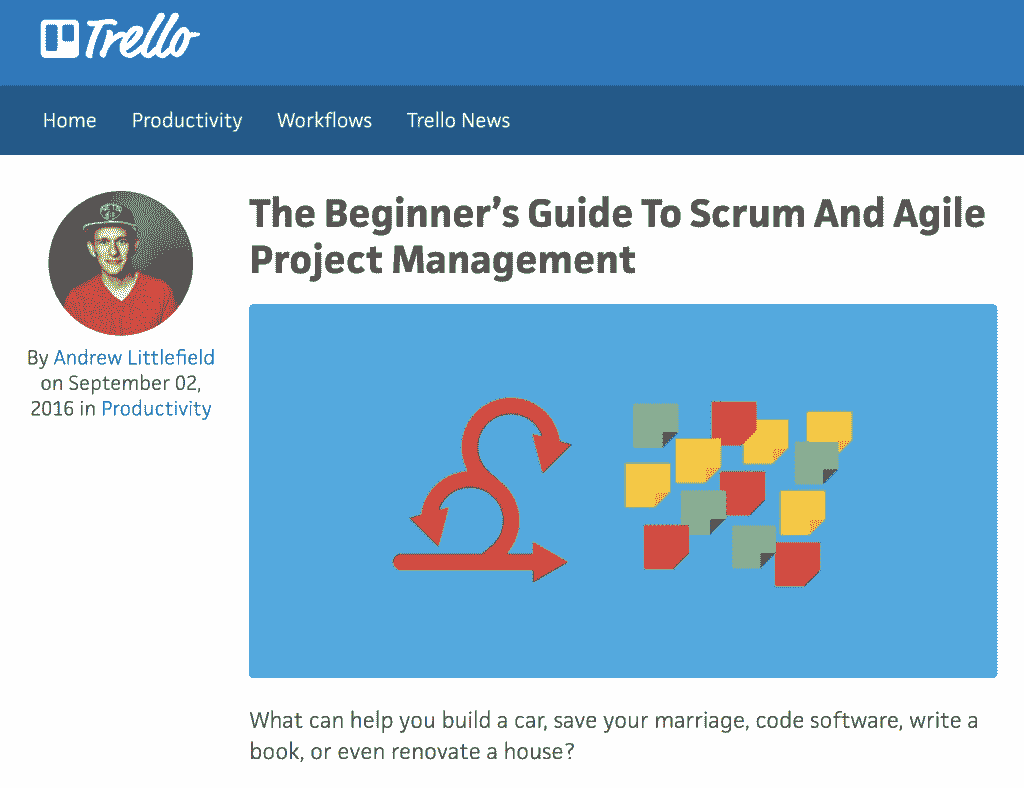 Trello
Home Productivity Workflows Trello News
The Beginner's Guide To Scrum And Agile
Project Management
By Andrew Littlefield
on September 02,
2016 in Productivity
What can help you build a car, save your marriage, code software, write a
book, or even renovate a house?